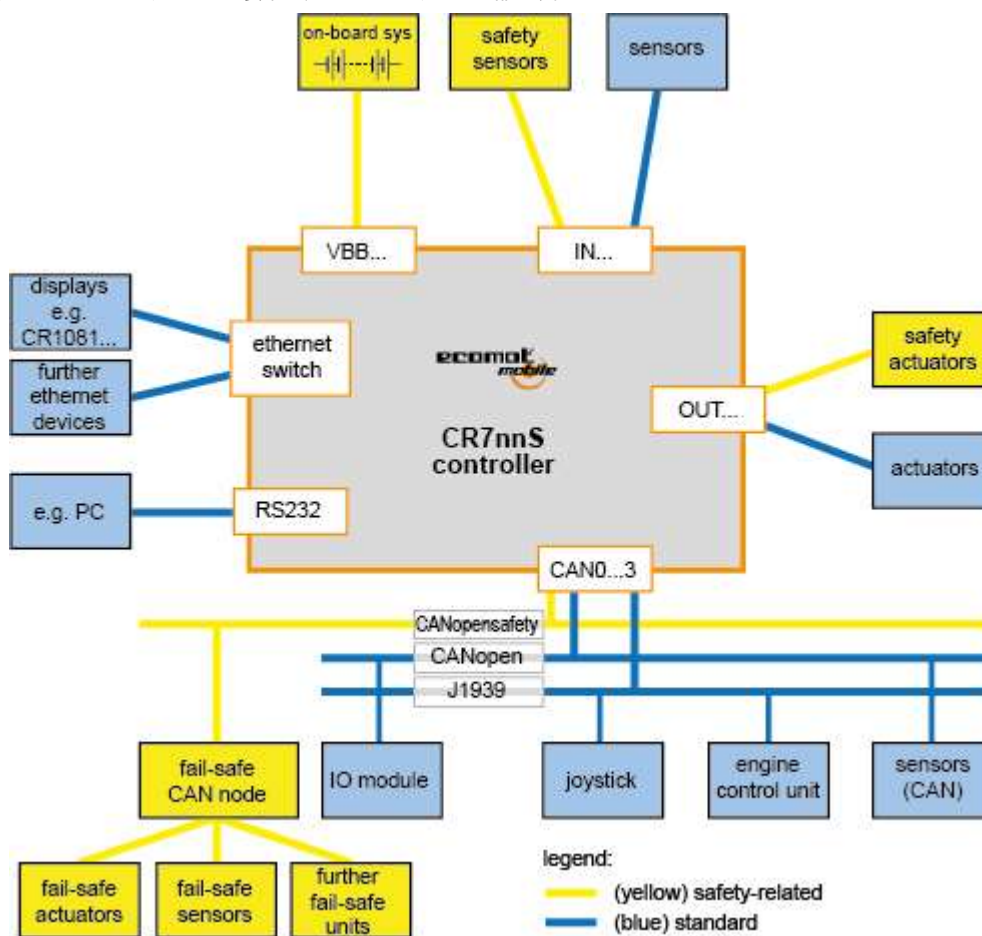 on-board sys
safety
sensors
sensors
VBB...
IN...
displays
e.g.
CR1081...
further
ethernet
devices
ethernet
switch
ecomat
mobile
CR7nnS
controller
OUT...
safety
actuators
actuators
e.g. PC
RS232
CAN0...3
CANopensafety
CANopen
J1939
fail-safe
CAN node
IO module
joystick
engine
control unit
sensors
(CAN)
fail-safe
actuators
fail-safe
sensors
further
fail-safe
units
legend:
(yellow) safety-related
(blue) standard